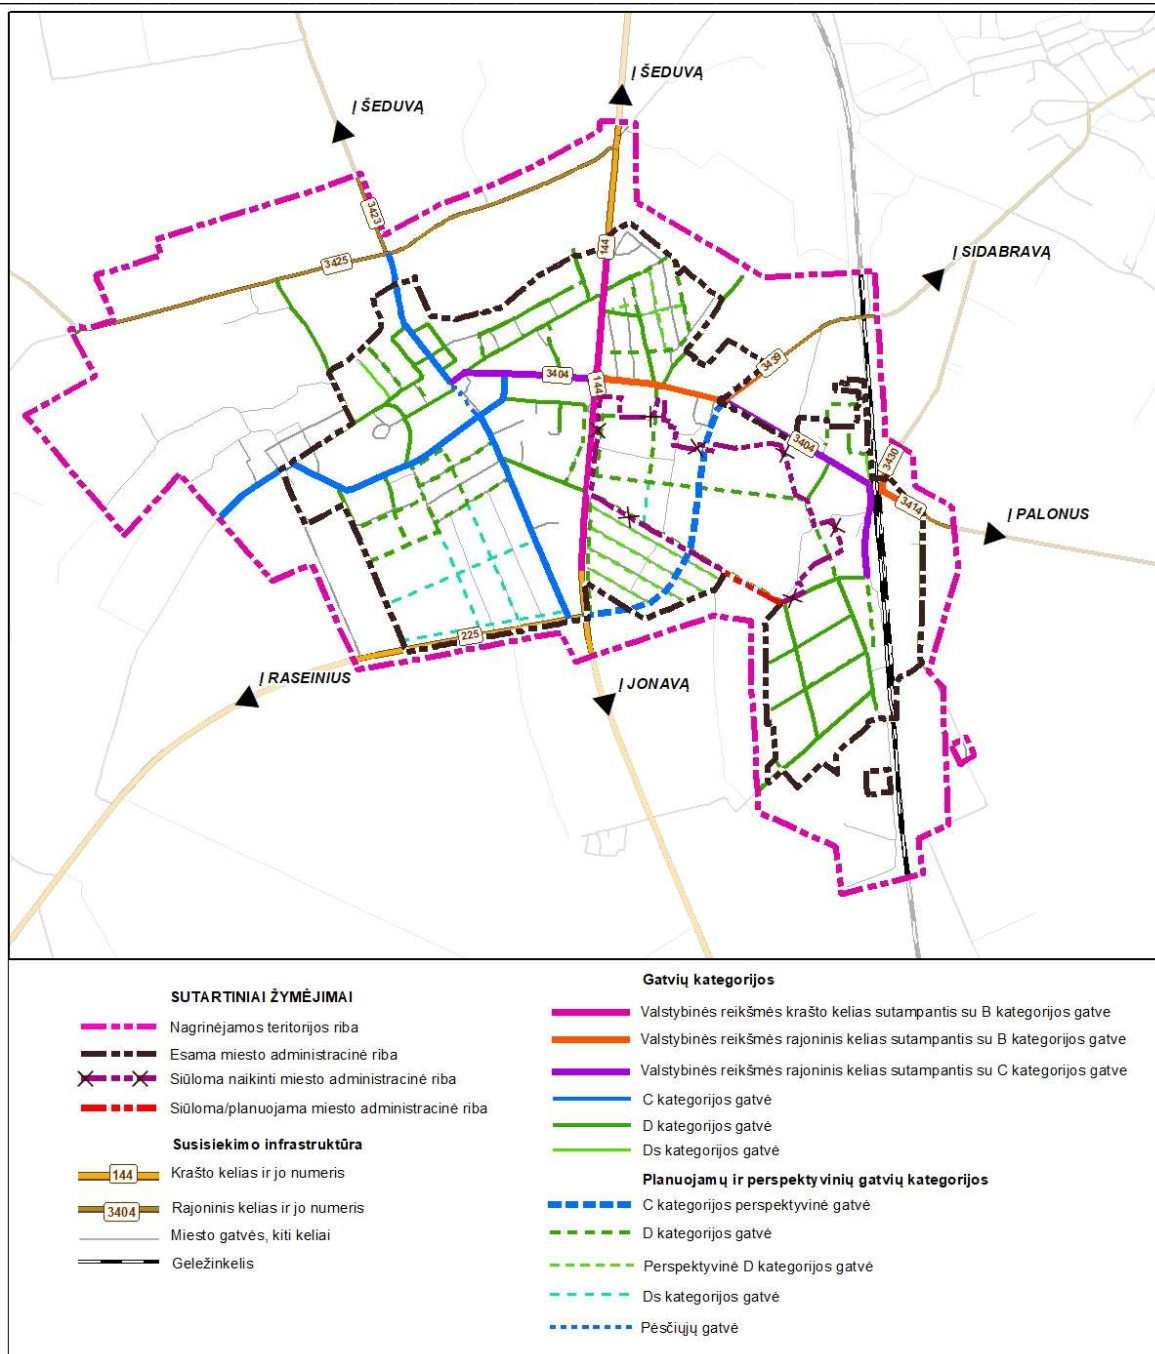 Į ŠEDUVĄ
Į ŠEDUVĄ
3423
144
3425
Į SIDABRAVĄ
3439
3404
144
3404
3430
3414
Į PALONUS
225
Į RASEINIUS
Į JONAVĄ
SUTARTINIAI ŽYMĖJIMAI
Nagrinėjamos teritorijos riba
Esama miesto administracinė riba
Siūloma naikinti miesto administracinė riba
Siūloma/planuojama miesto administracinė riba
Susisiekimo infrastruktūra
144 Krašto kelias ir jo numeris
3404 Rajoninis kelias ir jo numeris
Miesto gatvės, kiti keliai
Geležinkelis
Gatvių kategorijos
Valstybinės reikšmės krašto kelias sutampantis su B kategorijos gatve
Valstybinės reikšmės rajoninis kelias sutampantis su B kategorijos gatve
Valstybinės reikšmės rajoninis kelias sutampantis su C kategorijos gatve
C kategorijos gatvė
D kategorijos gatvė
Ds kategorijos gatvė
Planuojamų ir perspektyvinių gatvių kategorijos
C kategorijos perspektyvinė gatvė
D kategorijos gatvė
Perspektyvinė D kategorijos gatvė
Ds kategorijos gatvė
Pėsčiųjų gatvė